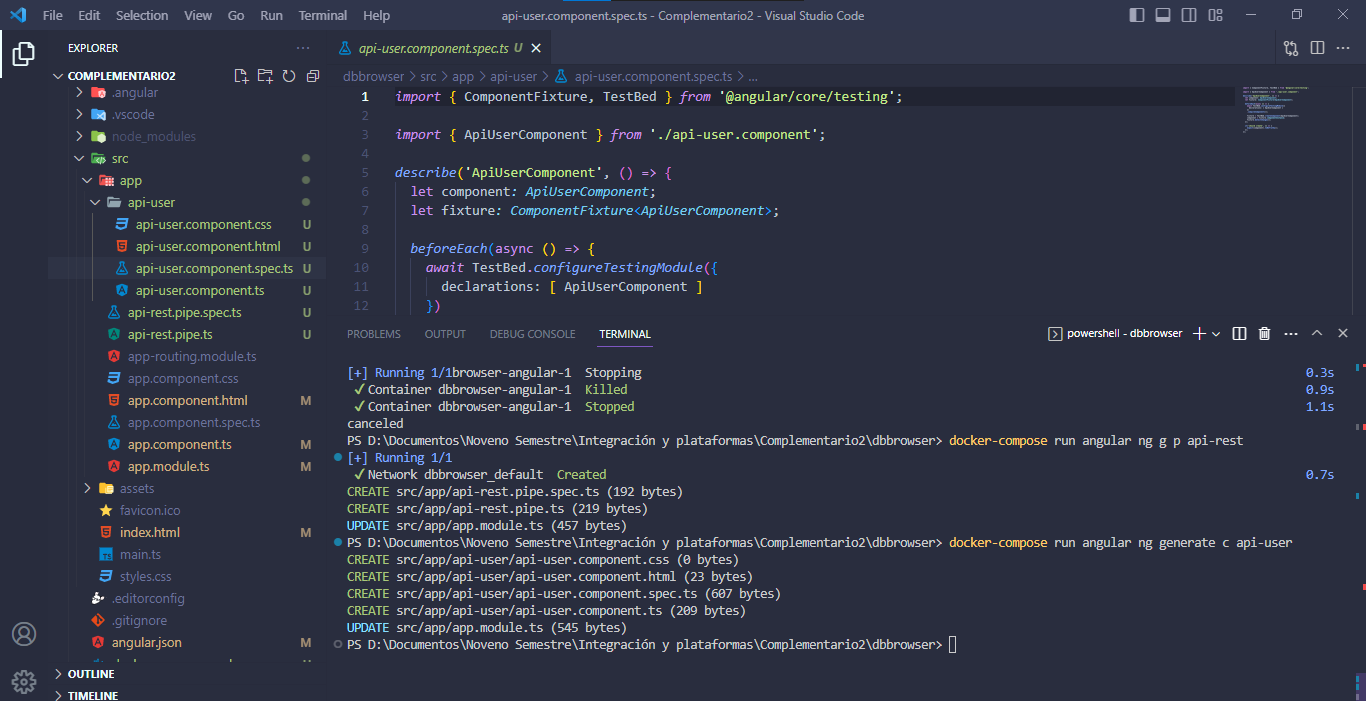 File Edit Selection View Go Run Terminal Help
api-user.component.spec.ts - Complementario2 - Visual Studio Code
EXPLORER
COMPLEMENTARIO2
.angular
.vscode
node_modules
src
app
api-user
api-user.component.css U
api-user.component.html U
api-user.component.spec.ts U
api-user.component.ts U
api-rest.pipe.spec.ts U
api-rest.pipe.ts U
app-routing.module.ts
app.component.css
app.component.html M
app.component.spec.ts
app.component.ts M
app.module.ts M
assets
favicon.ico
index.html M
main.ts
styles.css
.editorconfig
.gitignore
angular.json M
OUTLINE
TIMELINE
api-user.component.spec.ts U
dbbrowser > src > app > api-user > api-user.component.spec.ts > ...
1 import { ComponentFixture, TestBed } from '@angular/core/testing';
2
3 import { ApiUserComponent } from './api-user.component';
4
5 describe('ApiUserComponent', () => {
6 let component: ApiUserComponent;
7 let fixture: ComponentFixture<ApiUserComponent>;
8
9 beforeEach(async () => {
10 await TestBed.configureTestingModule({
11 declarations: [ ApiUserComponent ]
12 })
PROBLEMS OUTPUT DEBUG CONSOLE TERMINAL
powershell - dbbrowser
[+] Running 1/1browser-angular-1 Stopping 0.3s
✓Container dbbrowser-angular-1 Killed 0.9s
✓Container dbbrowser-angular-1 Stopped 1.1s
canceled
PS D:\Documentos\Noveno Semestre\Integración y plataformas\Complementario2\dbbrowser> docker-compose run angular ng g p api-rest
[+] Running 1/1
✓Network dbbrowser_default Created 0.7s
CREATE src/app/api-rest.pipe.spec.ts (192 bytes)
CREATE src/app/api-rest.pipe.ts (219 bytes)
UPDATE src/app/app.module.ts (457 bytes)
PS D:\Documentos\Noveno Semestre\Integración y plataformas\Complementario2\dbbrowser> docker-compose run angular ng generate c api-user
CREATE src/app/api-user/api-user.component.css (0 bytes)
CREATE src/app/api-user/api-user.component.html (23 bytes)
CREATE src/app/api-user/api-user.component.spec.ts (607 bytes)
CREATE src/app/api-user/api-user.component.ts (209 bytes)
UPDATE src/app/app.module.ts (545 bytes)
PS D:\Documentos\Noveno Semestre\Integración y plataformas\Complementario2\dbbrowser>